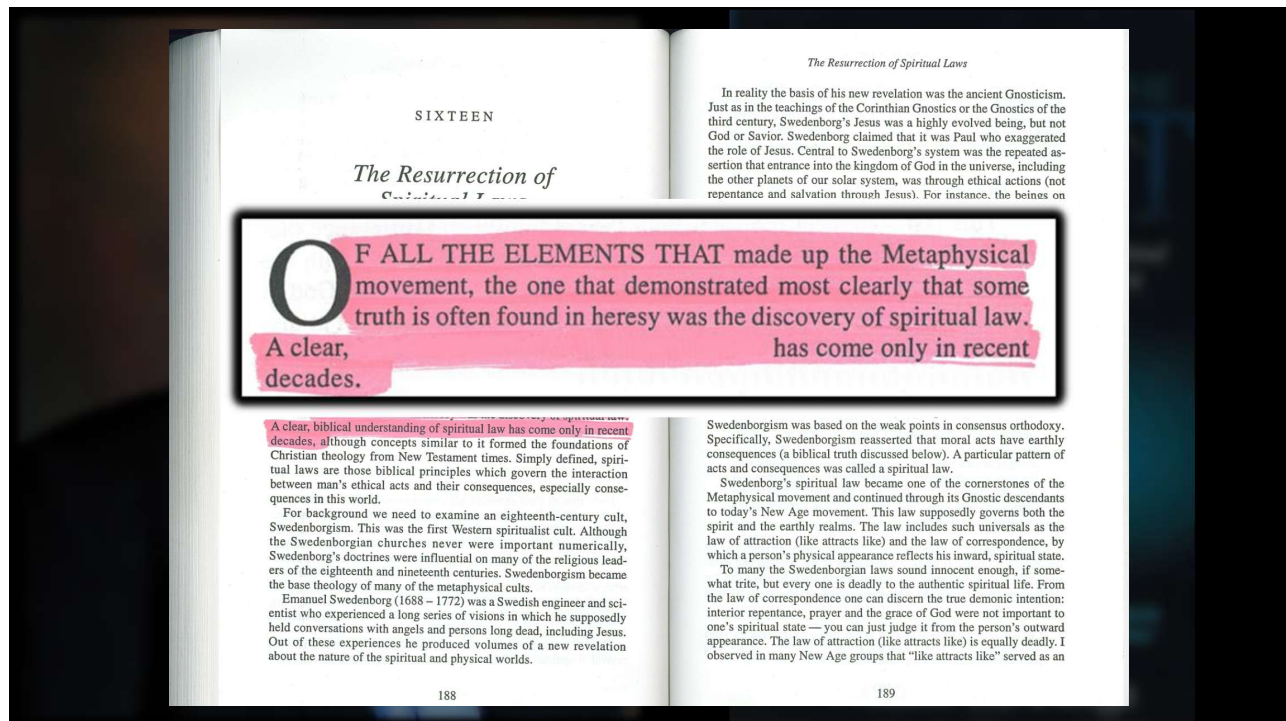 SIXTEEN
The Resurrection of
Spiritual Laws
OF ALL THE ELEMENTS THAT made up the Metaphysical
movement, the one that demonstrated most clearly that some
truth is often found in heresy was the discovery of spiritual law.
A clear, has come only in recent
decades.
A clear, biblical understanding of spiritual law has come only in recent
decades, although concepts similar to it formed the foundations of
Christian theology from New Testament times. Simply defined, spiri-
tual laws are those biblical principles which govern the interaction
between man's ethical acts and their consequences, especially conse-
quences in this world.
For background we need to examine an eighteenth-century cult,
Swedenborgism. This was the first Western spiritualist cult. Although
the Swedenborgian churches never were important numerically,
Swedenborg's doctrines were influential on many of the religious lead-
ers of the eighteenth and nineteenth centuries. Swedenborgism became
the base theology of many of the metaphysical cults.
Emanuel Swedenborg (1688 – 1772) was a Swedish engineer and sci-
entist who experienced a long series of visions in which he supposedly
held conversations with angels and persons long dead, including Jesus.
Out of these experiences he produced volumes of a new revelation
about the nature of the spiritual and physical worlds.
188
The Resurrection of Spiritual Laws
In reality the basis of his new revelation was the ancient Gnosticism.
Just as in the teachings of the Corinthian Gnostics or the Gnostics of the
third century, Swedenborg's Jesus was a highly evolved being, but not
God or Savior. Swedenborg claimed that it was Paul who exaggerated
the role of Jesus. Central to Swedenborg's system was the repeated as-
sertion that entrance into the kingdom of God in the universe, including
the other planets of our solar system, was through ethical actions (not
repentance and salvation through Jesus). For instance, the beings on
Swedenborgism was based on the weak points in consensus orthodoxy.
Specifically, Swedenborgism reasserted that moral acts have earthly
consequences (a biblical truth discussed below). A particular pattern of
acts and consequences was called a spiritual law.
Swedenborg's spiritual law became one of the cornerstones of the
Metaphysical movement and continued through its Gnostic descendants
to today's New Age movement. This law supposedly governs both the
spirit and the earthly realms. The law includes such universals as the
law of attraction (like attracts like) and the law of correspondence, by
which a person's physical appearance reflects his inward, spiritual state.
To many the Swedenborgian laws sound innocent enough, if some-
what trite, but every one is deadly to the authentic spiritual life. From
the law of correspondence one can discern the true demonic intention:
interior repentance, prayer and the grace of God were not important to
one's spiritual state — you can just judge it from the person's outward
appearance. The law of attraction (like attracts like) is equally deadly. I
observed in many New Age groups that “like attracts like” served as an
189